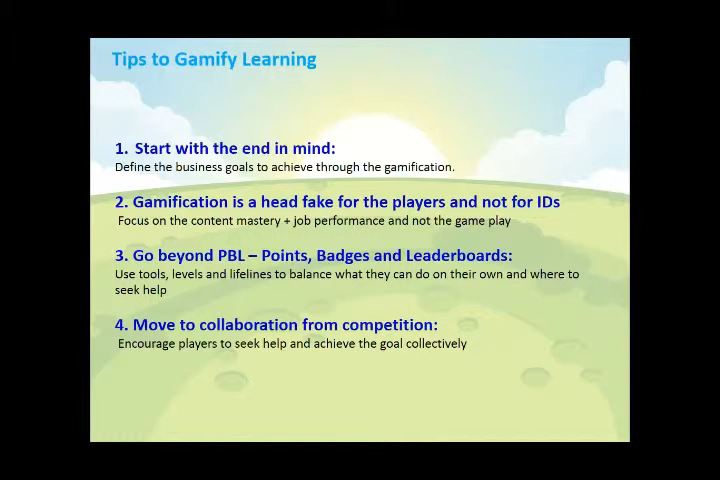 Tips to Gamify Learning
1. Start with the end in mind:
Define the business goals to achieve through the gamification.
2. Gamification is a head fake for the players and not for IDs
Focus on the content mastery + job performance and not the game play
3. Go beyond PBL – Points, Badges and Leaderboards:
Use tools, levels and lifelines to balance what they can do on their own and where to
seek help
4. Move to collaboration from competition:
Encourage players to seek help and achieve the goal collectively